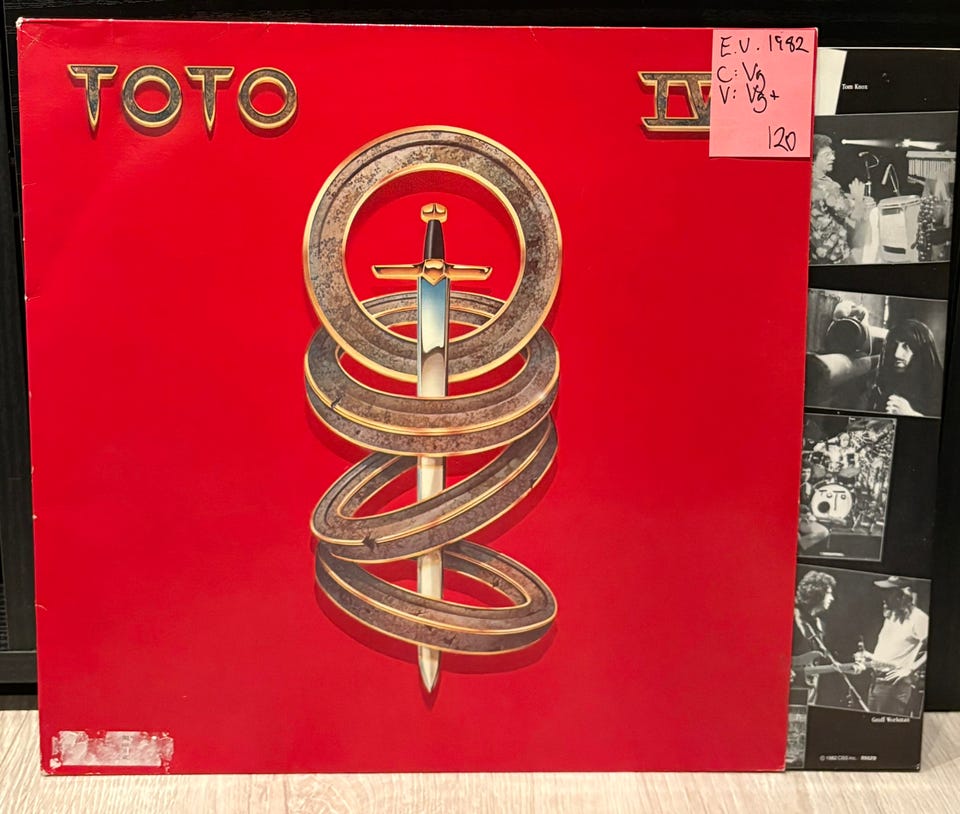 TOTO
IV
E.U. 1982
C: Vg
V: Vg+
120
Tom Knox
Geoff Workman
© 1982 CBS Inc.